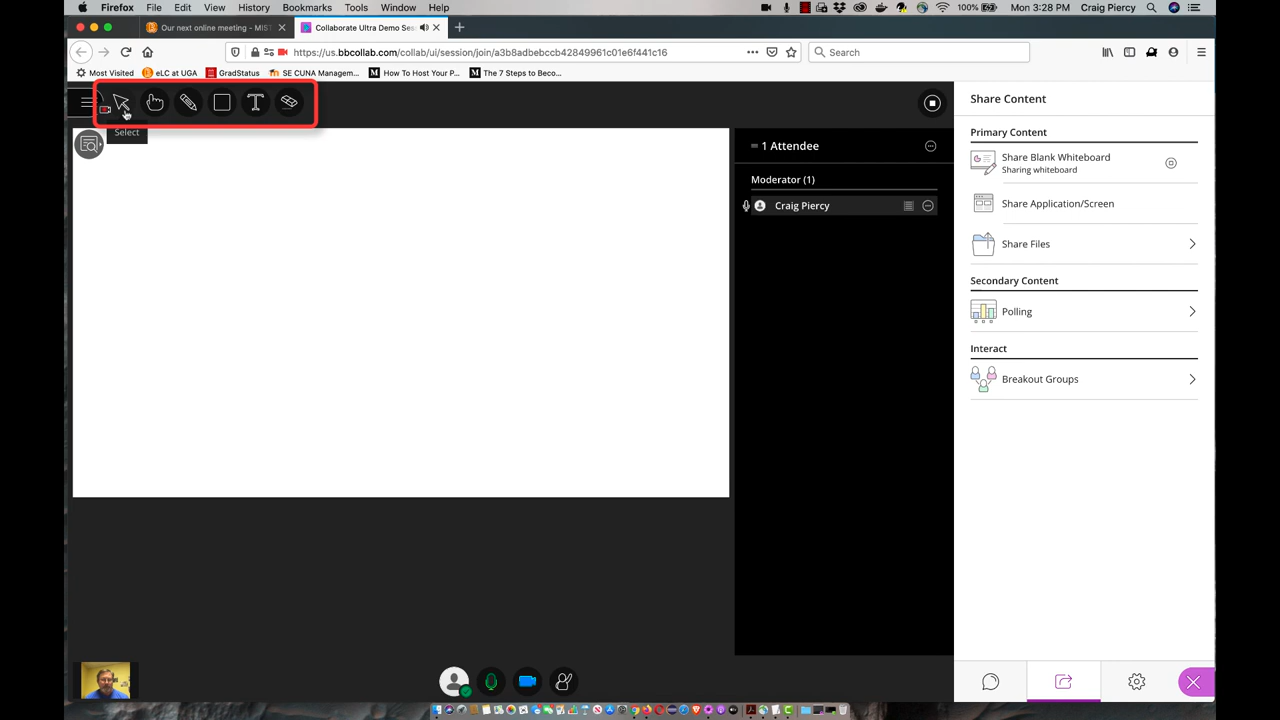 Firefox File Edit View History Bookmarks Tools Window Help
100% Mon 3:28 PM Craig Piercy
Our next online meeting - MIST
Collaborate Ultra Demo Ses
https://us.bbcollab.com/collab/ui/session/join/a3b8adbebccb42849961c01e6f441c16
Search
Most Visited eLC at UGA GradStatus SE CUNA Managem... How To Host Your P... The 7 Steps to Beco...
T
Select
1 Attendee
Moderator (1)
Craig Piercy
Share Content
Primary Content
Share Blank Whiteboard
Sharing whiteboard
Share Application/Screen
Share Files
Secondary Content
Polling
Interact
Breakout Groups